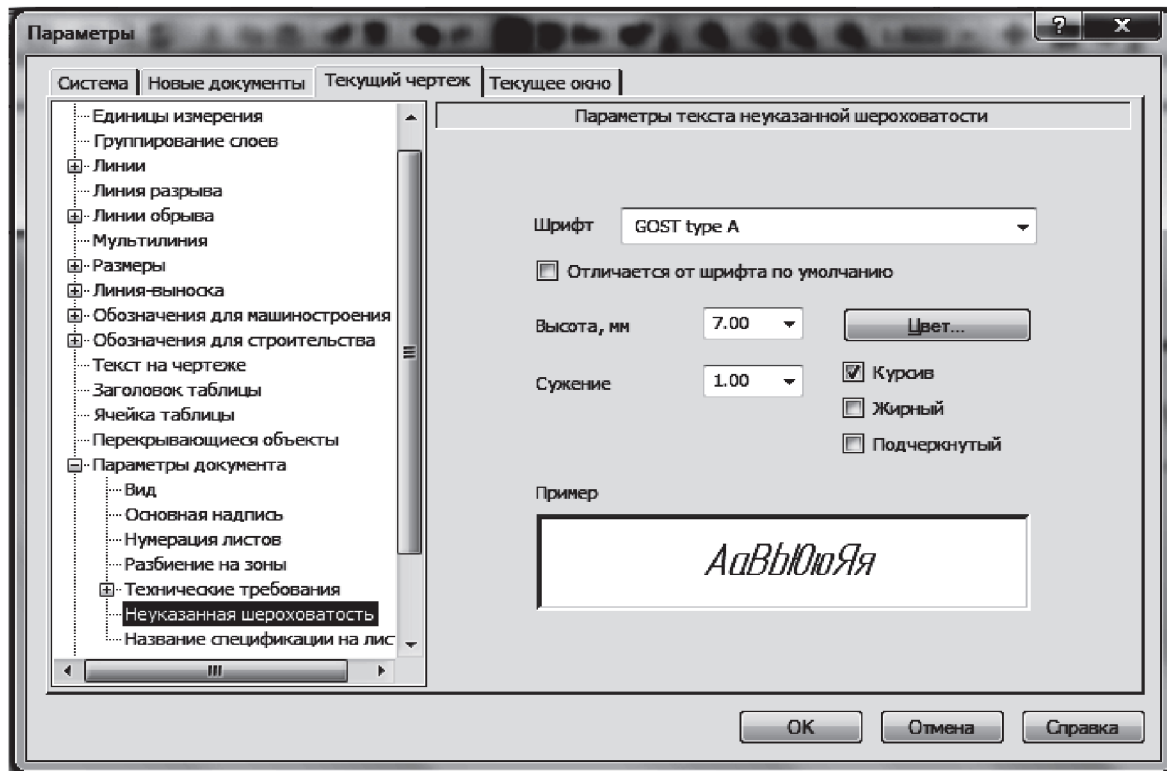 Параметры
Система
Новые документы
Текущий чертеж
Текущее окно
Единицы измерения
Группирование слоев
Линии
Линия разрыва
Линии обрыва
Мультилиния
Размеры
Линия-выноска
Обозначения для машиностроения
Обозначения для строительства
Текст на чертеже
Заголовок таблицы
Ячейка таблицы
Перекрывающиеся объекты
Параметры документа
Вид
Основная надпись
Нумерация листов
Разбиение на зоны
Технические требования
Неуказанная шероховатость
Название спецификации на лис
Параметры текста неуказанной шероховатости
Шрифт
GOST type A
Отличается от шрифта по умолчанию
Высота, мм
7.00
Цвет...
Сужение
1.00
Курсив
Жирный
Подчеркнутый
Пример
АаВbЮюЯя
OK
Отмена
Справка